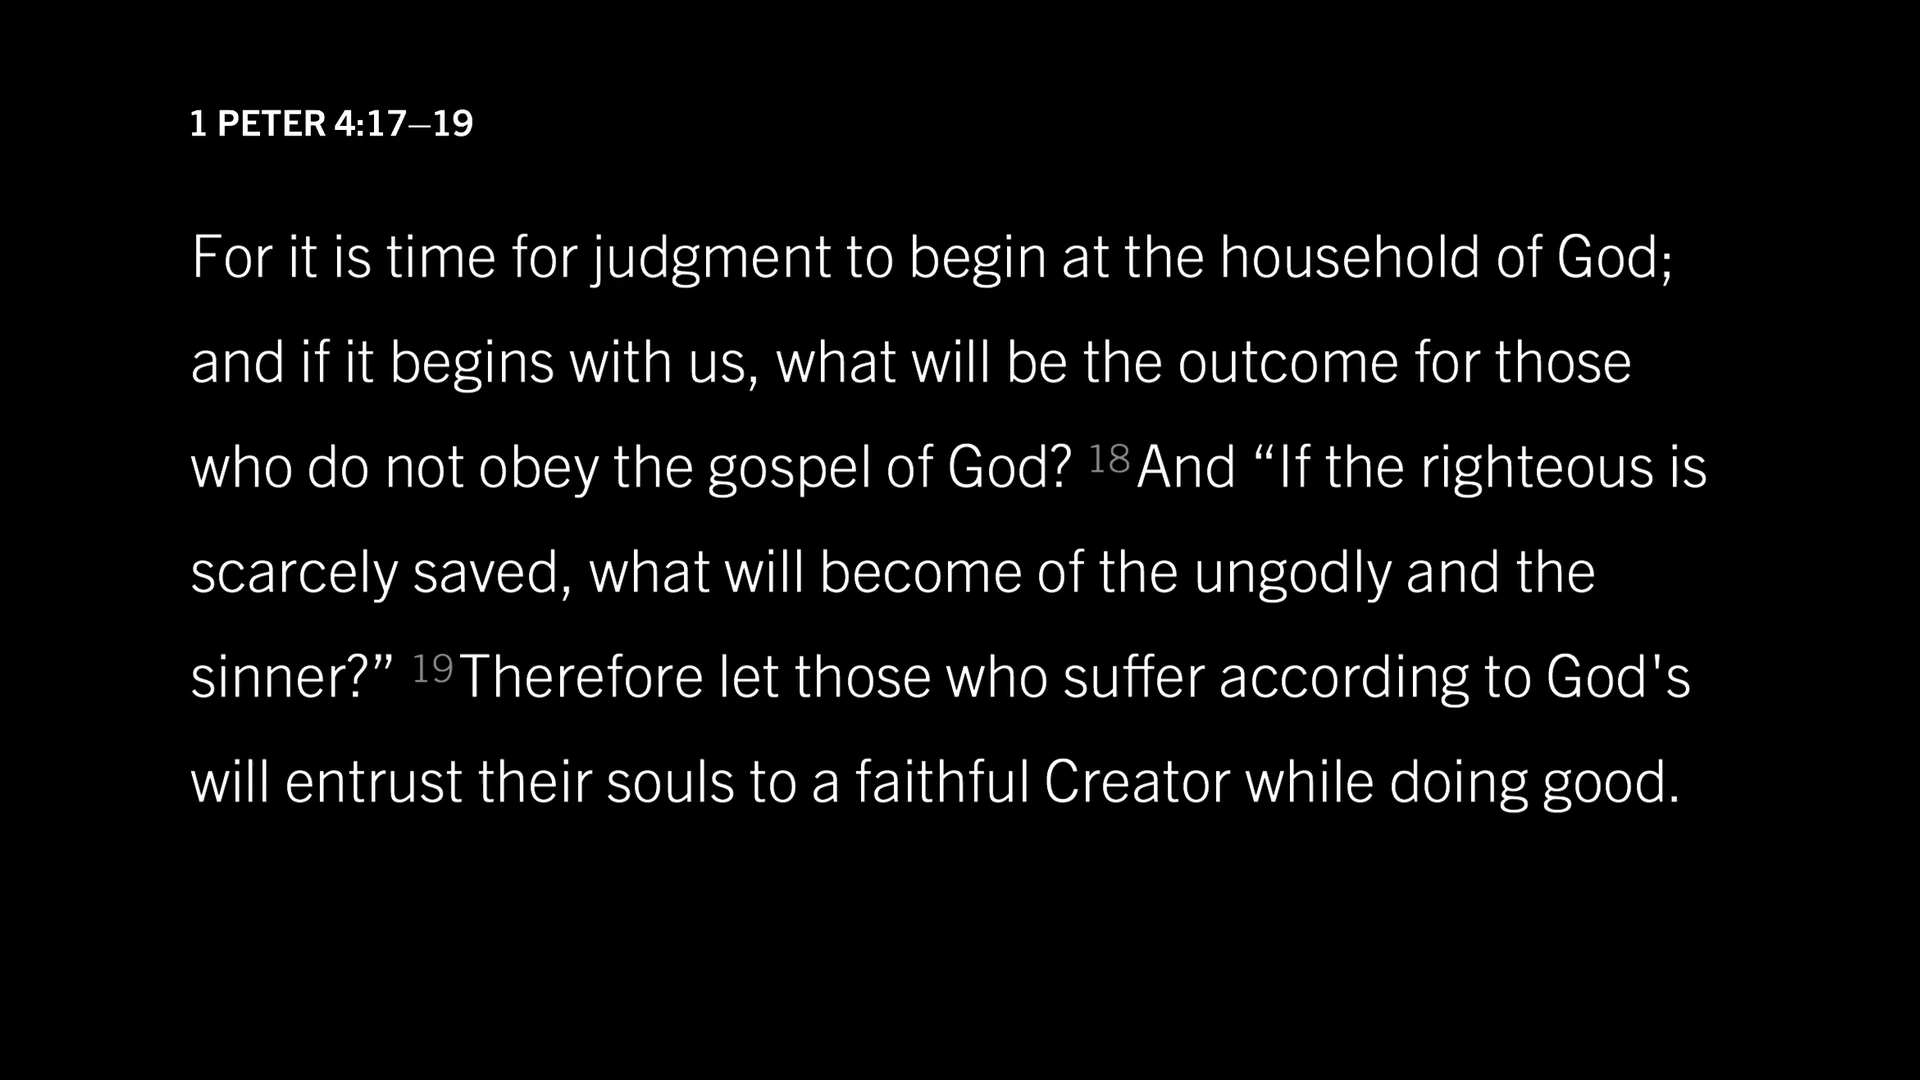 1 PETER 4:17–19
For it is time for judgment to begin at the household of God;
and if it begins with us, what will be the outcome for those
who do not obey the gospel of God? 18 And “If the righteous is
scarcely saved, what will become of the ungodly and the
sinner?” 19 Therefore let those who suffer according to God's
will entrust their souls to a faithful Creator while doing good.